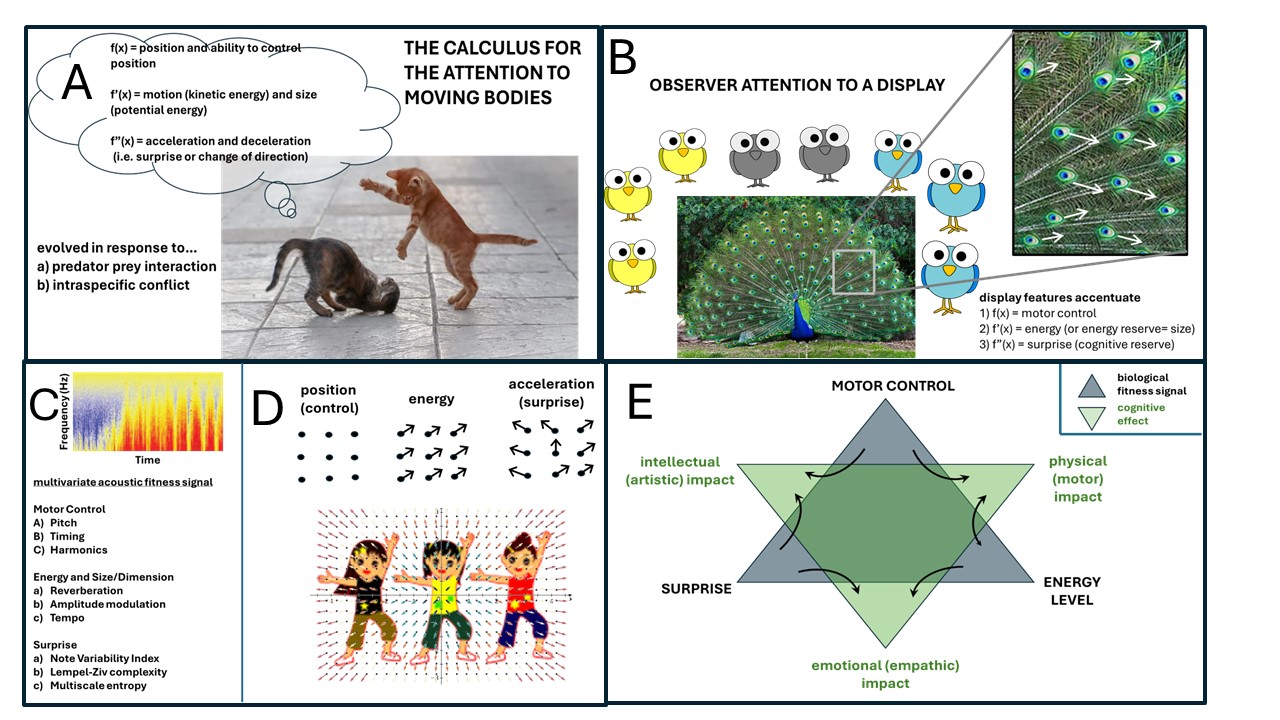 A
f(x) = position and ability to control
position
f'(x) = motion (kinetic energy) and size
(potential energy)
f''(x) = acceleration and deceleration
(i.e. surprise or change of direction)
THE CALCULUS FOR
THE ATTENTION TO
MOVING BODIES
evolved in response to...
a) predator prey interaction
b) intraspecific conflict
B
OBSERVER ATTENTION TO A DISPLAY
display features accentuate
1) f(x) = motor control
2) f'(x) = energy (or energy reserve= size)
3) f''(x) = surprise (cognitive reserve)
C
Frequency (Hz)
Time
multivariate acoustic fitness signal
Motor Control
A) Pitch
B) Timing
C) Harmonics
Energy and Size/Dimension
a) Reverberation
b) Amplitude modulation
c) Tempo
Surprise
a) Note Variability Index
b) Lempel-Ziv complexity
c) Multiscale entropy
D
position
(control)
energy
acceleration
(surprise)
E
MOTOR CONTROL
biological
fitness signal
cognitive
effect
intellectual
(artistic) impact
physical
(motor)
impact
SURPRISE
ENERGY
LEVEL
emotional (empathic)
impact